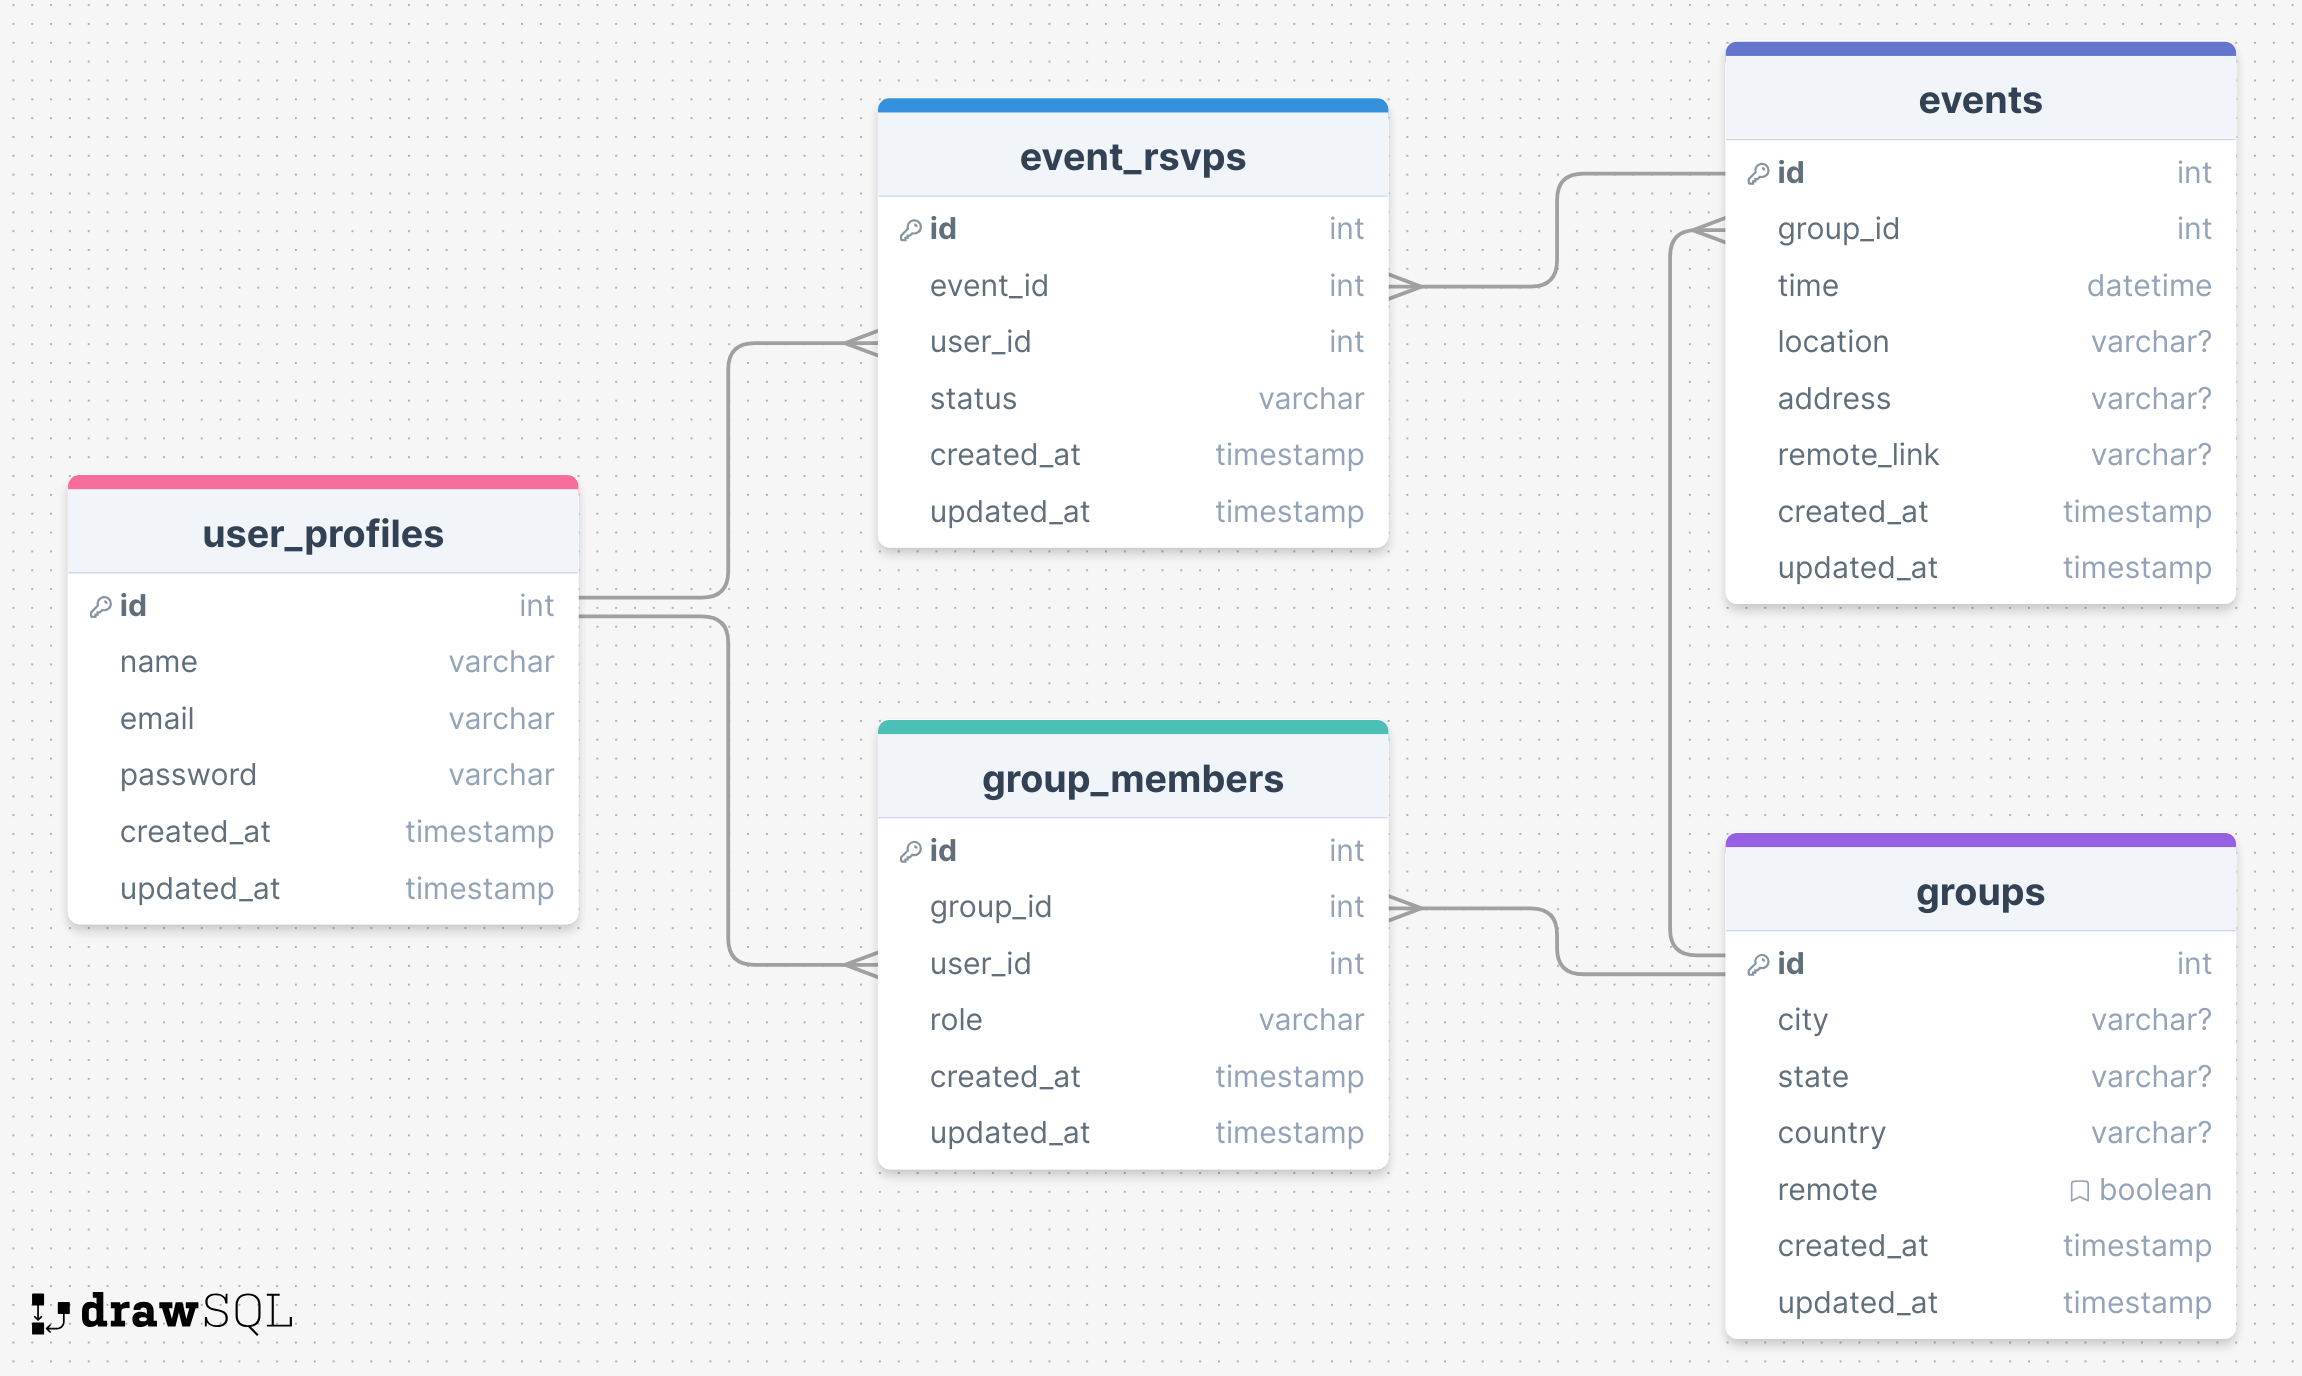 user_profiles
id int
name varchar
email varchar
password varchar
created_at timestamp
updated_at timestamp
event_rsvps
id int
event_id int
user_id int
status varchar
created_at timestamp
updated_at timestamp
group_members
id int
group_id int
user_id int
role varchar
created_at timestamp
updated_at timestamp
events
id int
group_id int
time datetime
location varchar?
address varchar?
remote_link varchar?
created_at timestamp
updated_at timestamp
groups
id int
city varchar?
state varchar?
country varchar?
remote boolean
created_at timestamp
updated_at timestamp
drawSQL